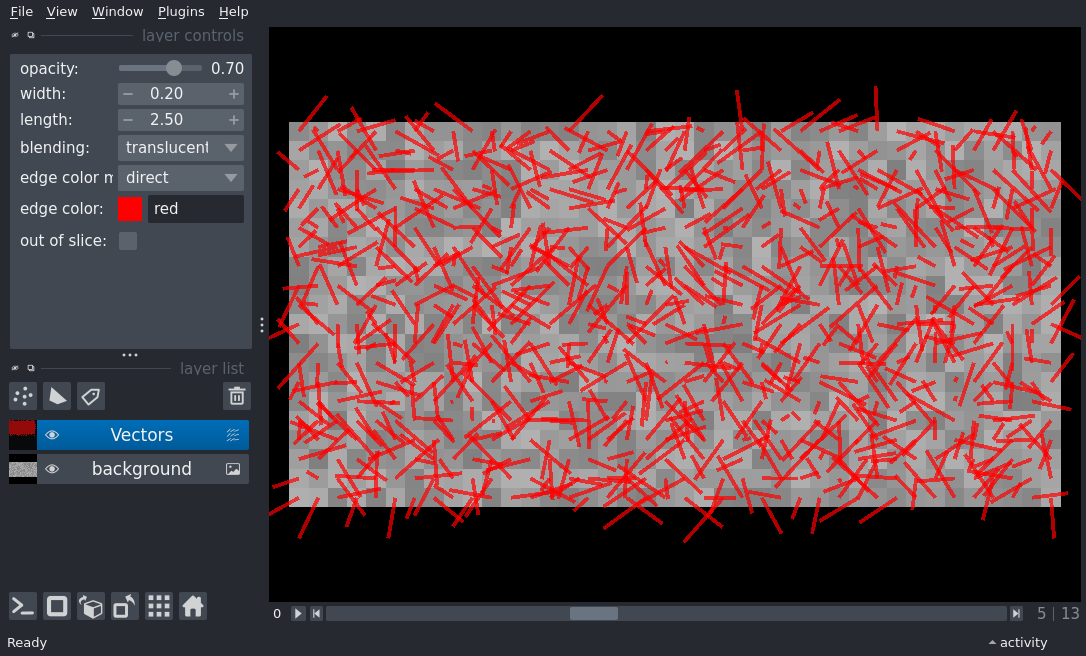 File View Window Plugins Help
layer controls
opacity: 0.70
width: − 0.20 +
length: − 2.50 +
blending: translucent
edge color m direct
edge color: red
out of slice:
layer list
Vectors
background
0 5 | 13
Ready activity